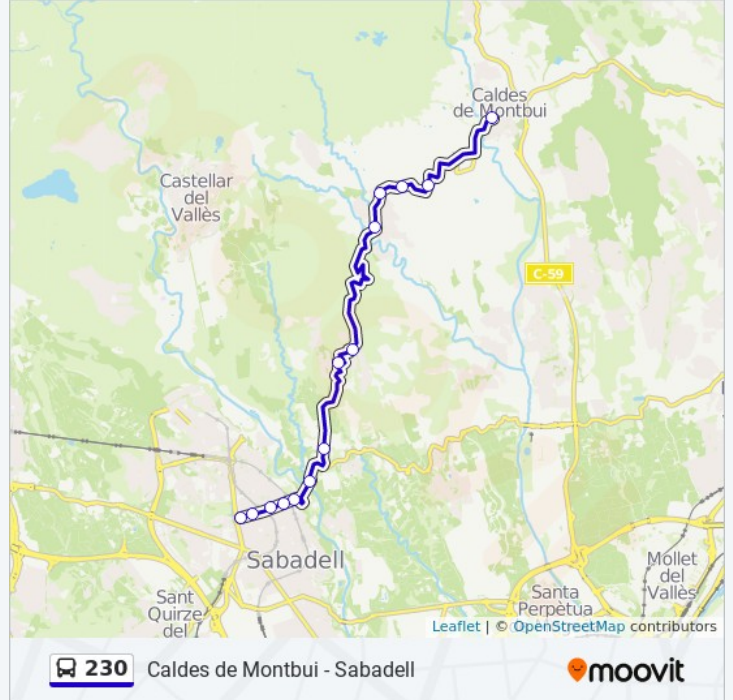 Caldes
de Montbui
Castellar
del
Vallès
C-59
Sabadell
Mollet
del
Vallès
Sant
Quirze
del
Santa
Perpètua
Leaflet | © OpenStreetMap contributors
230 Caldes de Montbui - Sabadell
moovit